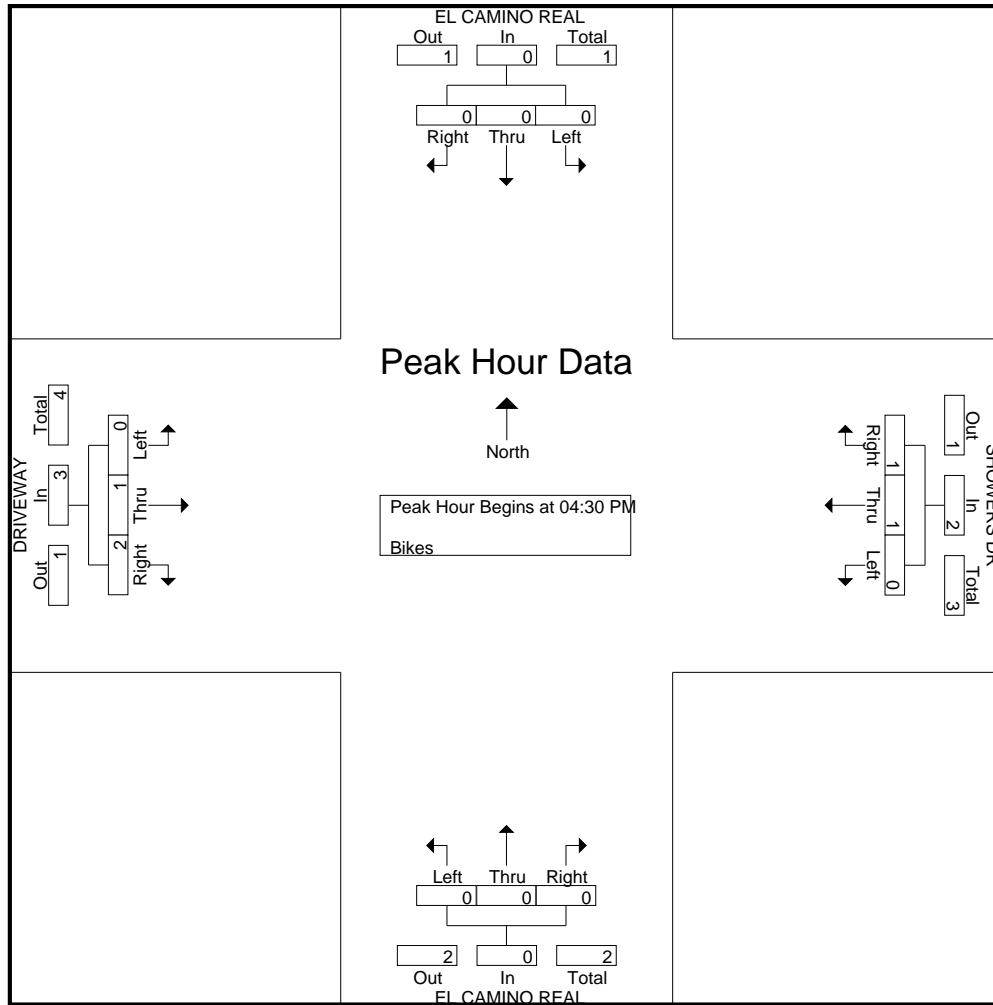 EL CAMINO REAL
Out In Total
1 0 1
0 0 0
Right Thru Left
Peak Hour Data
North
Peak Hour Begins at 04:30 PM
Bikes
DRIVEWAY
Out In Total
1 3 4
2 1 0
Right Thru Left
SHOWERS DR
Out In Total
1 2 3
1 1 0
Right Thru Left
Left Thru Right
0 0 0
2 0 2
Out In Total
EL CAMINO REAL